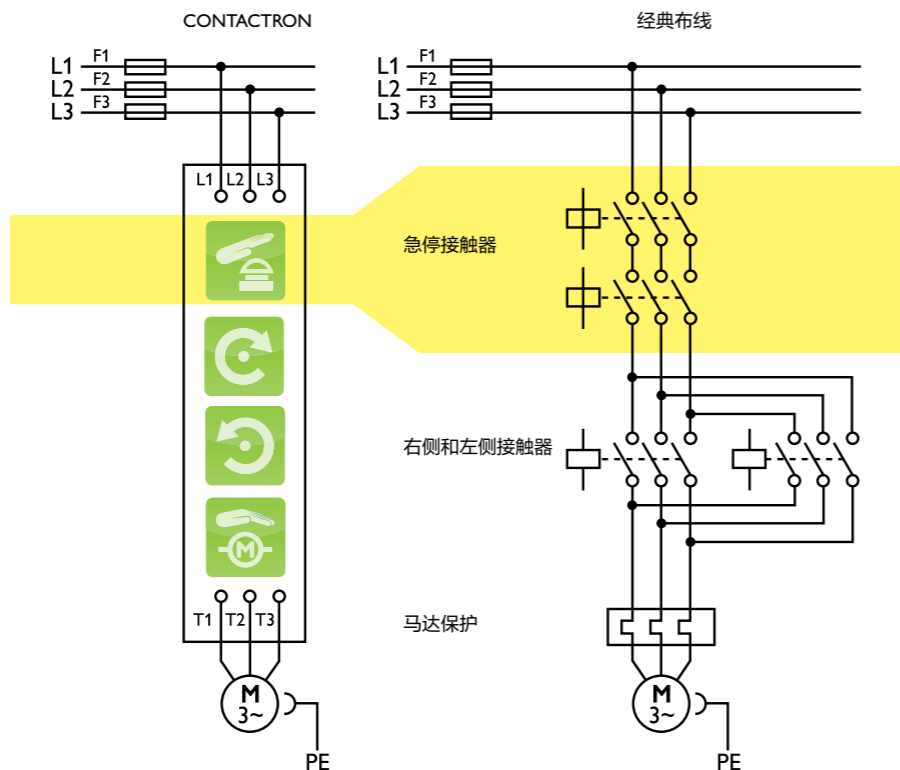 CONTACTRON
经典布线
L1 F1
L2 F2
L3 F3
L1 F1
L2 F2
L3 F3
L1 L2 L3
急停接触器
右侧和左侧接触器
M
T1 T2 T3
马达保护
M
3~
PE
M
3~
PE